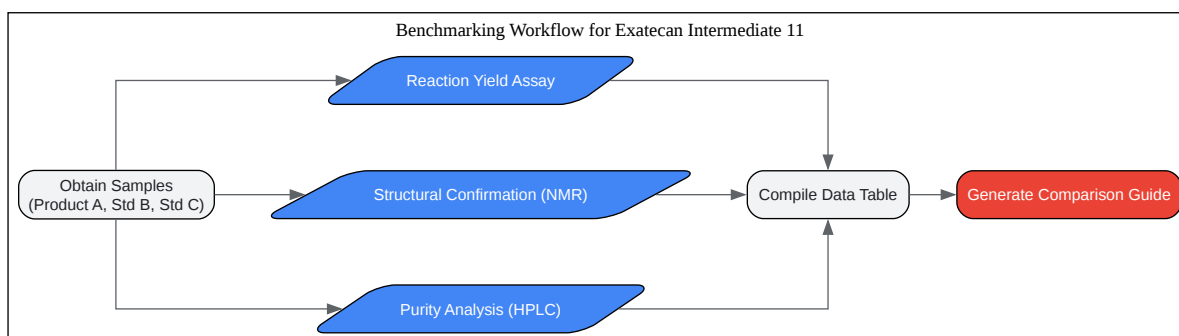 Benchmarking Workflow for Exatecan Intermediate 11
Reaction Yield Assay
Obtain Samples
(Product A, Std B, Std C)
Structural Confirmation (NMR)
Compile Data Table
Generate Comparison Guide
Purity Analysis (HPLC)